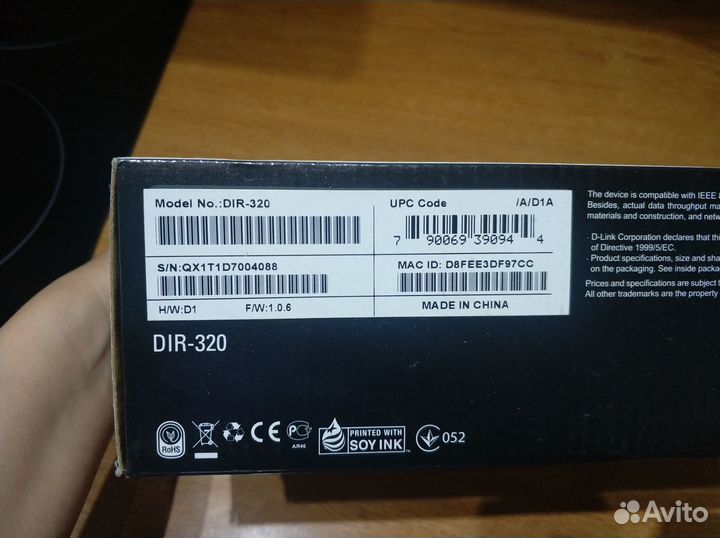 Model No.:DIR-320
UPC Code /A/D1A
7 90069 39094 4
S/N:QX1T1D7004088
MAC ID: D8FEE3DF97CC
H/W:D1 F/W:1.0.6
MADE IN CHINA
DIR-320
RoHS
CE
АЯ46
PRINTED WITH
SOY INK
052
The device is compatible with IEEE
Besides, actual data throughput ma
materials and construction, and netw
- D-Link Corporation declares that thi
of Directive 1999/5/EC.
- Product specifications, size and sha
on the packaging. See inside packa
Prices and specifications are subject t
All other trademarks are the property
Avito